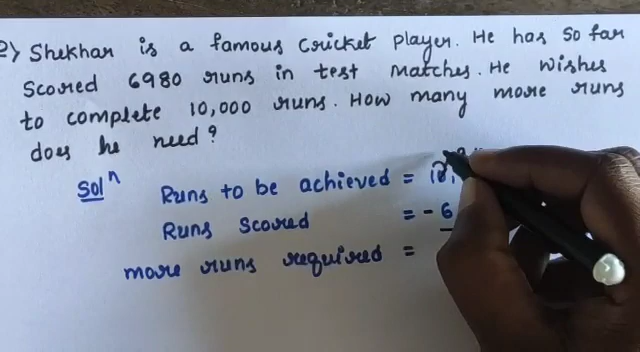 2) Shekhar is a famous cricket player. He has so far
scored 6980 runs in test matches. He wishes
to complete 10,000 runs. How many more runs
does he need?
Solⁿ Runs to be achieved = 10,
Runs scored = - 6
more runs required =